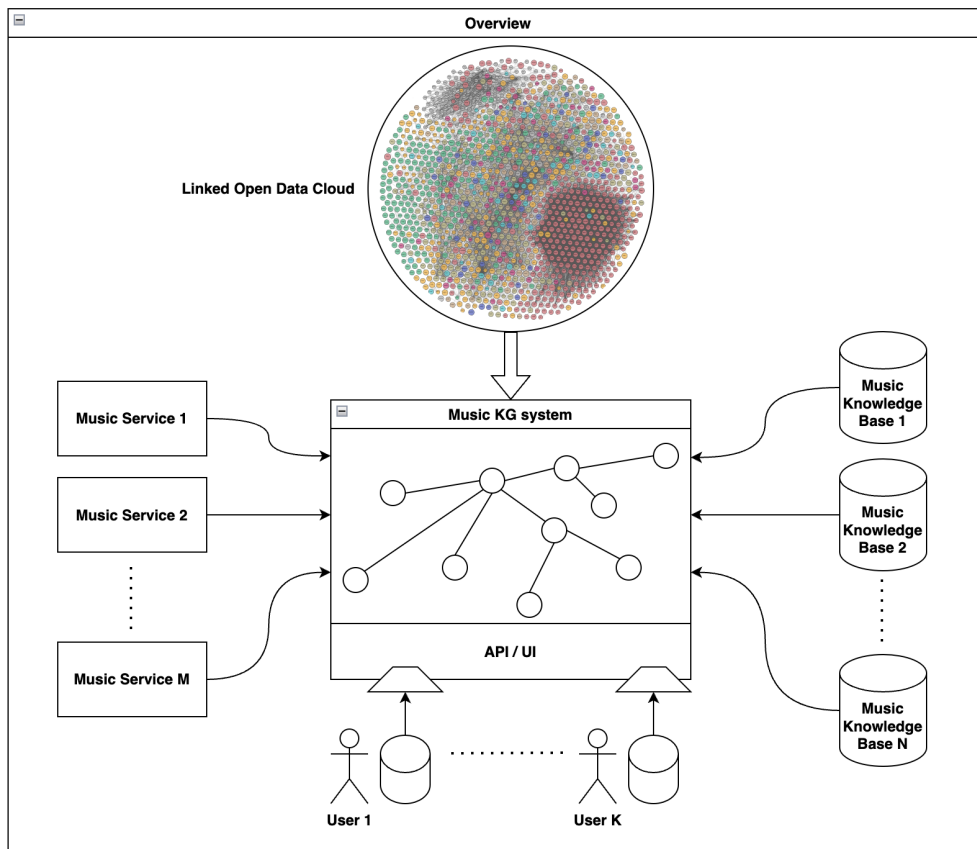 Overview
Linked Open Data Cloud
Music Service 1
Music KG system
Music
Knowledge
Base 1
Music Service 2
Music
Knowledge
Base 2
API / UI
Music Service M
Music
Knowledge
Base N
User 1
User K